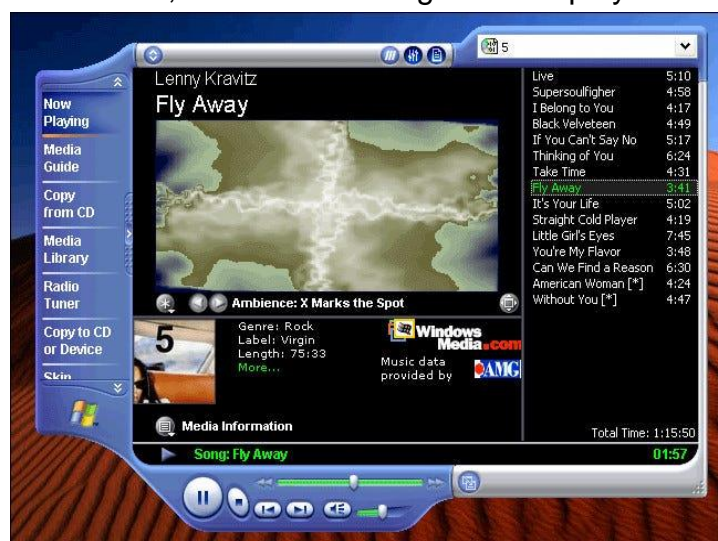 5
Lenny Kravitz
Fly Away
Now
Playing
Media
Guide
Copy
from CD
Media
Library
Radio
Tuner
Copy to CD
or Device
Skin
Live 5:10
Supersoulfigher 4:58
I Belong to You 4:17
Black Velveteen 4:49
If You Can't Say No 5:17
Thinking of You 6:24
Take Time 4:31
Fly Away 3:41
It's Your Life 5:02
Straight Cold Player 4:19
Little Girl's Eyes 7:45
You're My Flavor 3:48
Can We Find a Reason 6:30
American Woman [*] 4:24
Without You [*] 4:47
Ambience: X Marks the Spot
5
Genre: Rock
Label: Virgin
Length: 75:33
More...
Windows
Media.com
Music data
provided by
AMG
Media Information
Total Time: 1:15:50
Song: Fly Away 01:57